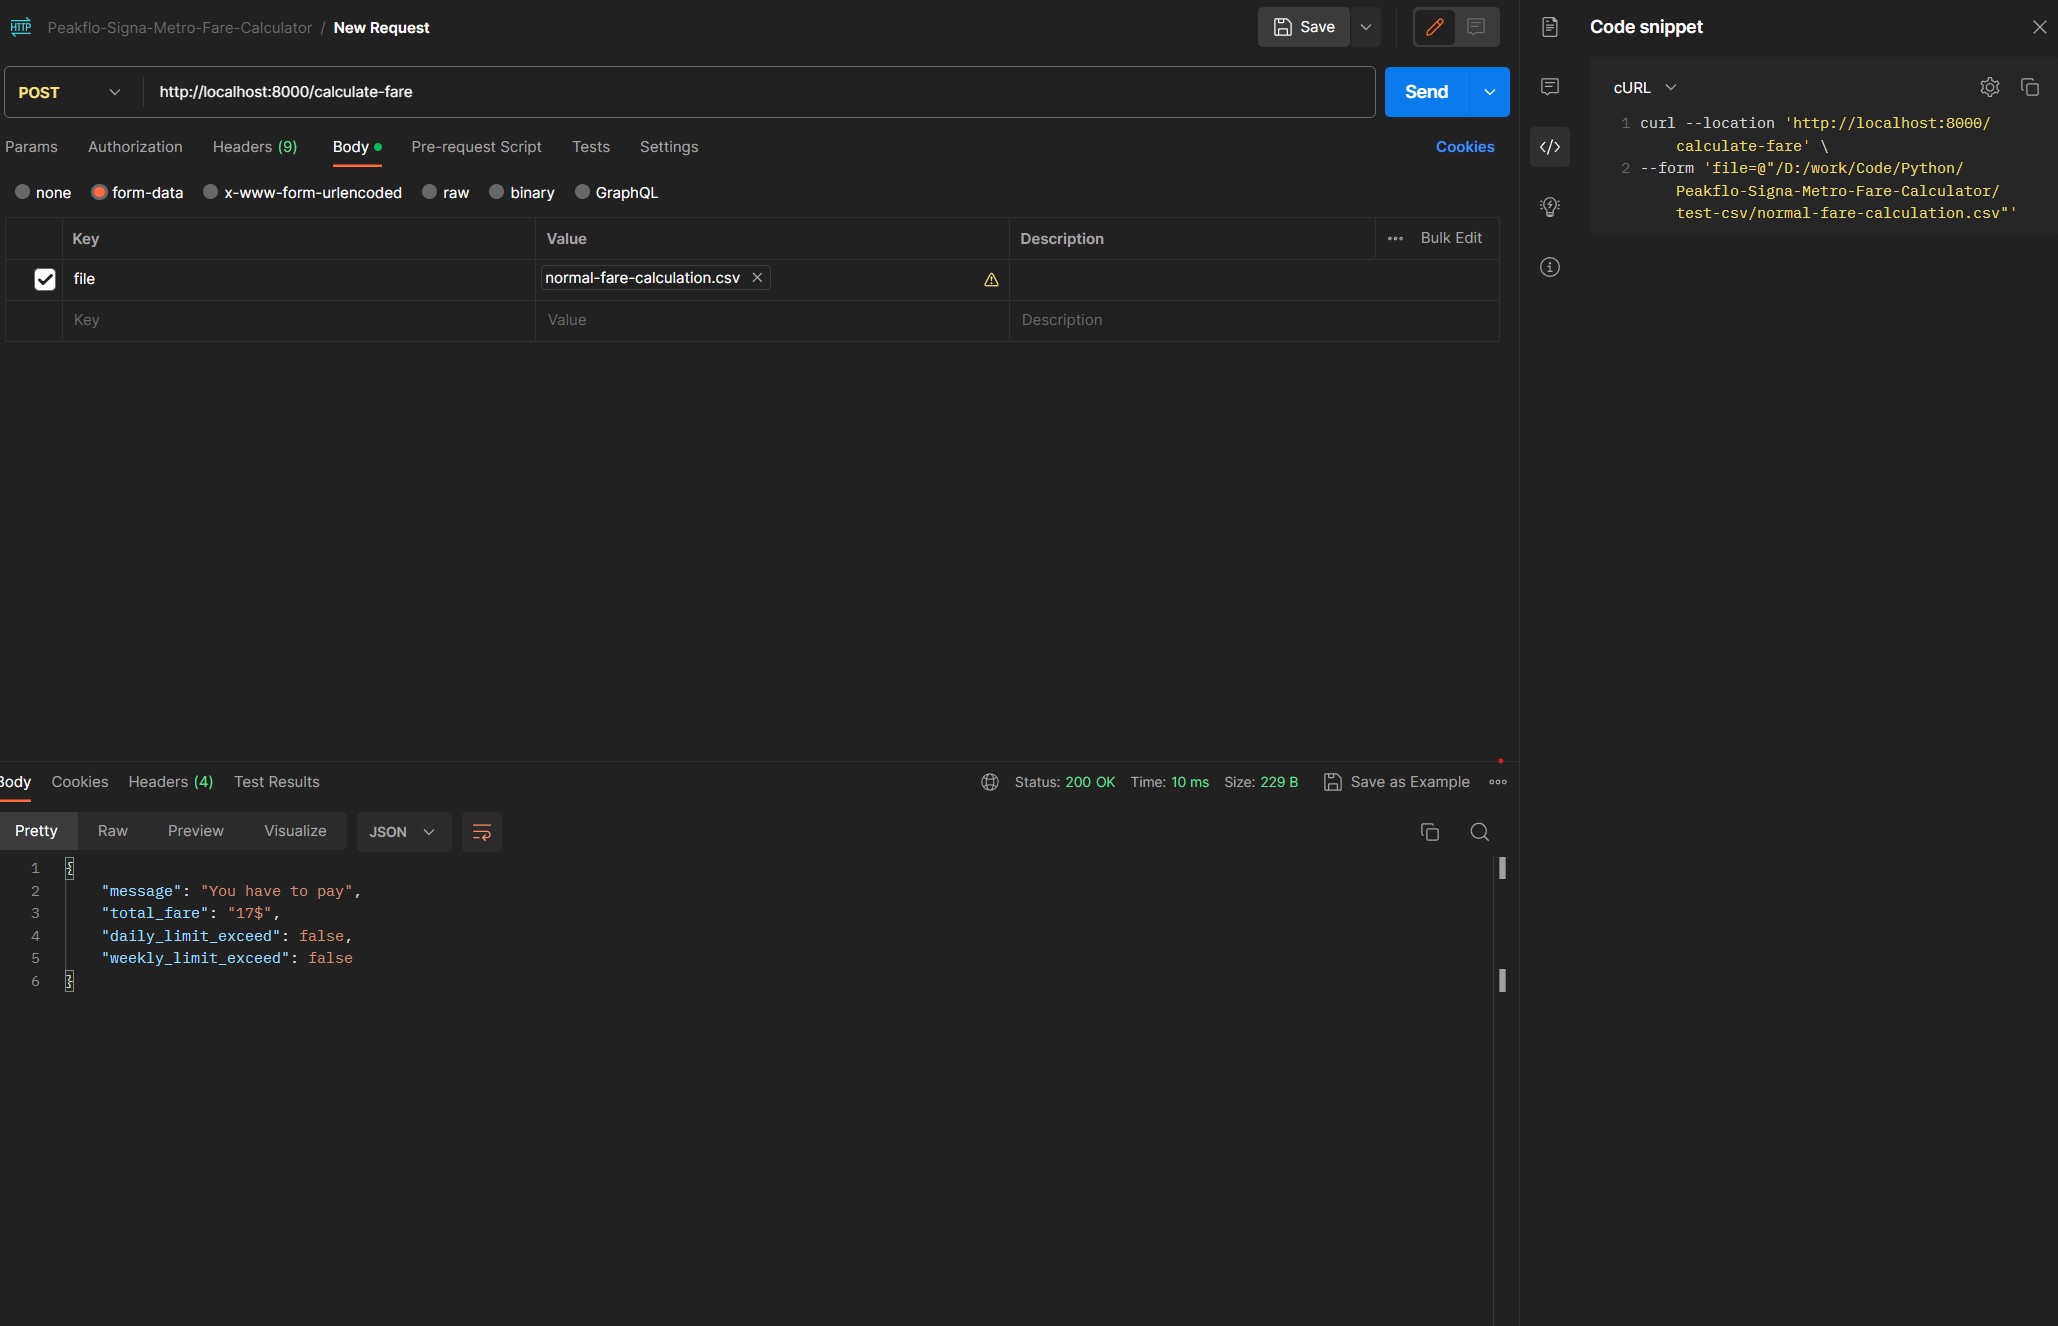 HTTP Peakflo-Signa-Metro-Fare-Calculator / New Request
Save
POST
http://localhost:8000/calculate-fare
Send
Params Authorization Headers (9) Body Pre-request Script Tests Settings
Cookies
none form-data x-www-form-urlencoded raw binary GraphQL
Key Value Description ••• Bulk Edit
file normal-fare-calculation.csv
Key Value Description
Body Cookies Headers (4) Test Results
Status: 200 OK Time: 10 ms Size: 229 B Save as Example
Pretty Raw Preview Visualize JSON
1 {
2 "message": "You have to pay",
3 "total_fare": "17$",
4 "daily_limit_exceed": false,
5 "weekly_limit_exceed": false
6 }
Code snippet
cURL
1 curl --location 'http://localhost:8000/
calculate-fare' \
2 --form 'file=@"/D:/work/Code/Python/
Peakflo-Signa-Metro-Fare-Calculator/
test-csv/normal-fare-calculation.csv"'